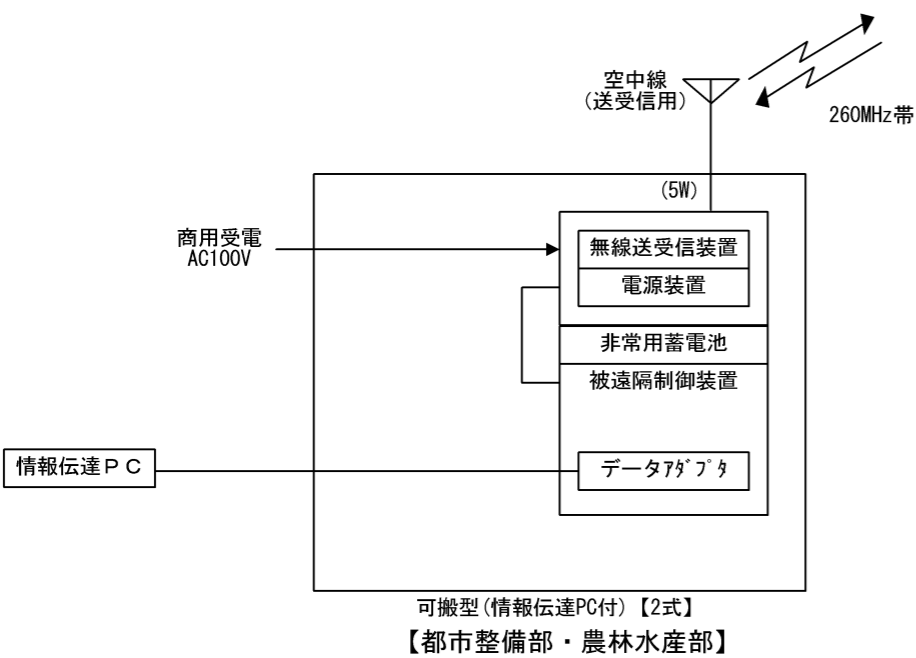 空中線
(送受信用)
260MHz帯
(5W)
商用受電
AC100V
無線送受信装置
電源装置
非常用蓄電池
被遠隔制御装置
情報伝達ＰＣ
データｱﾀﾞﾌﾟﾀ
可搬型(情報伝達PC付)【2式】
【都市整備部・農林水産部】